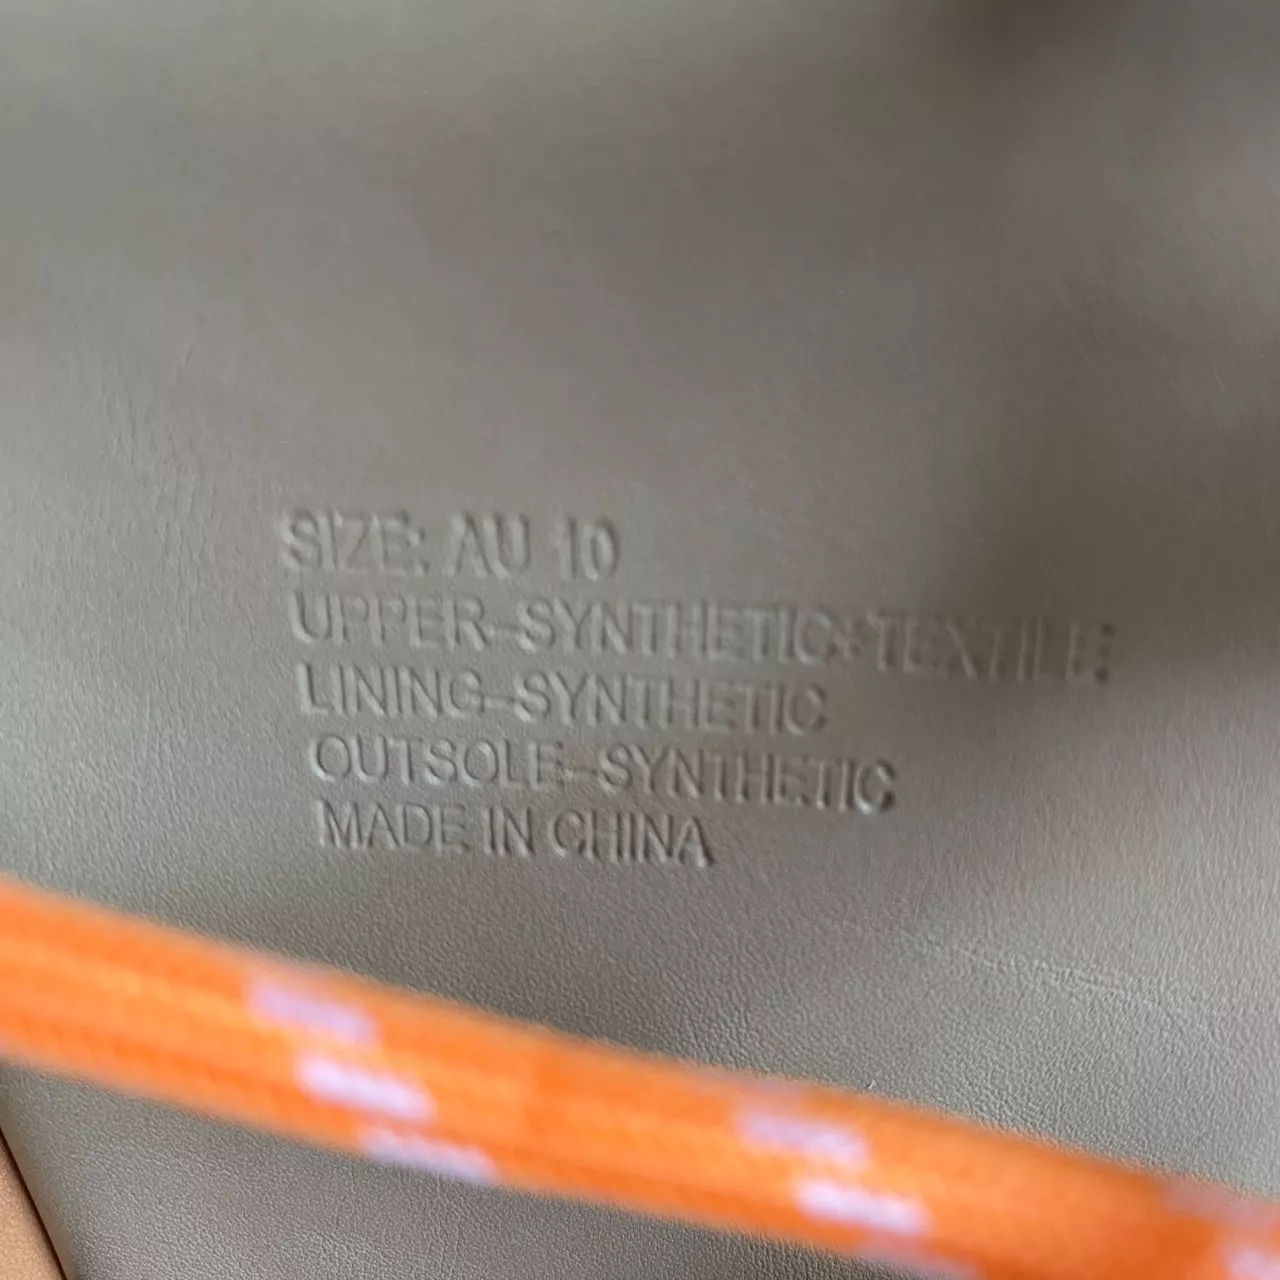 SIZE: AU 10
UPPER-SYNTHETIC+TEXTILE
LINING-SYNTHETIC
OUTSOLE-SYNTHETIC
MADE IN CHINA